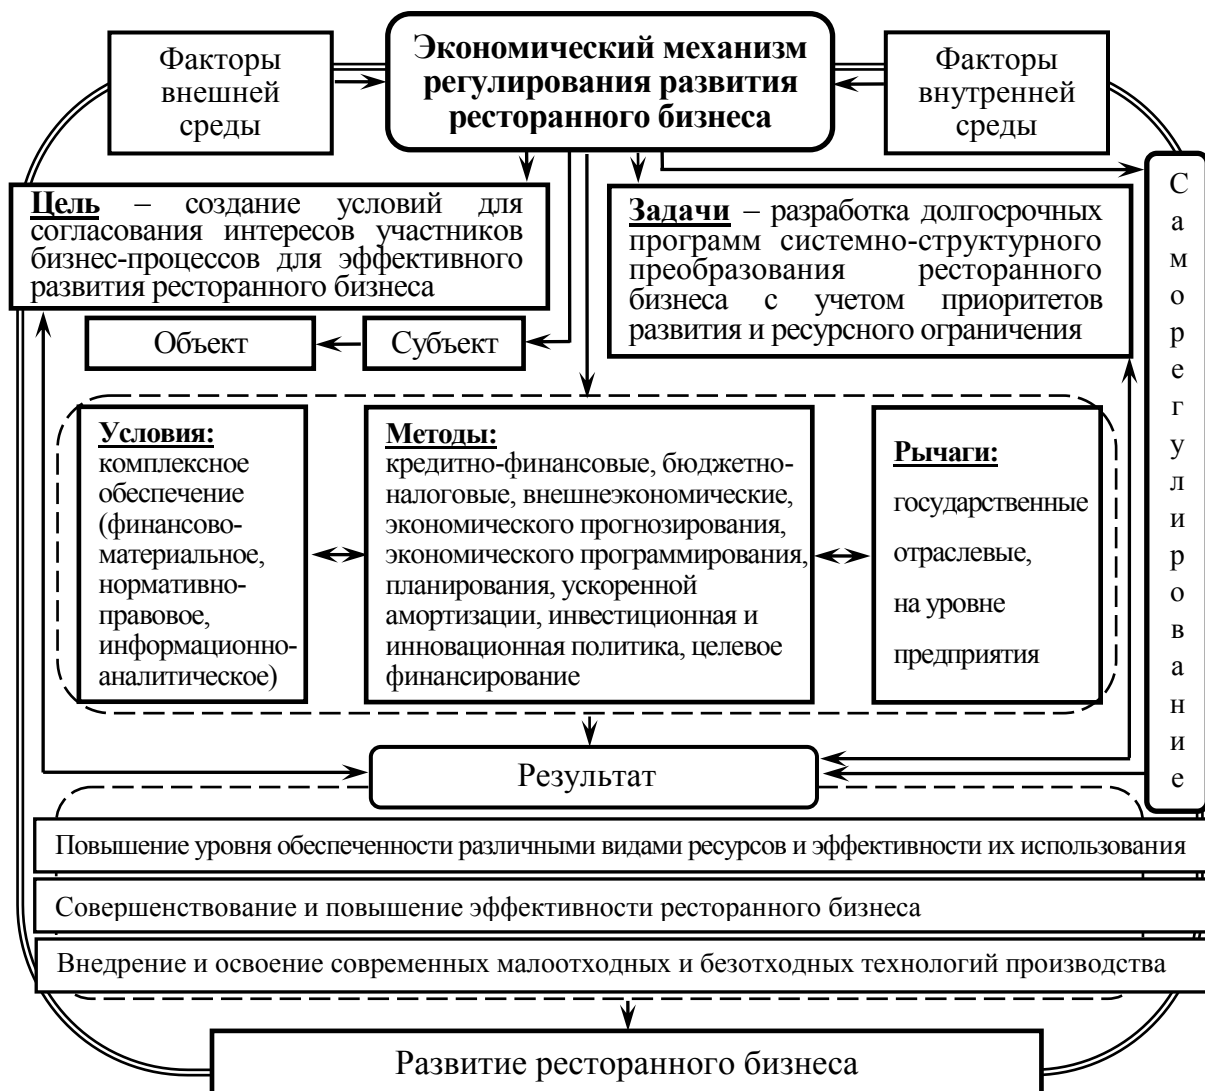 Факторы
внешней
среды
Экономический механизм
регулирования развития
ресторанного бизнеса
Факторы
внутренней
среды
Цель – создание условий для
согласования интересов участников
бизнес-процессов для эффективного
развития ресторанного бизнеса
Задачи – разработка долгосрочных
программ системно-структурного
преобразования ресторанного
бизнеса с учетом приоритетов
развития и ресурсного ограничения
Саморегулирование
Объект
Субъект
Условия:
комплексное
обеспечение
(финансово-
материальное,
нормативно-
правовое,
информационно-
аналитическое)
Методы:
кредитно-финансовые, бюджетно-
налоговые, внешнеэкономические,
экономического прогнозирования,
экономического программирования,
планирования, ускоренной
амортизации, инвестиционная и
инновационная политика, целевое
финансирование
Рычаги:
государственные
отраслевые,
на уровне
предприятия
Результат
Повышение уровня обеспеченности различными видами ресурсов и эффективности их использования
Совершенствование и повышение эффективности ресторанного бизнеса
Внедрение и освоение современных малоотходных и безотходных технологий производства
Развитие ресторанного бизнеса